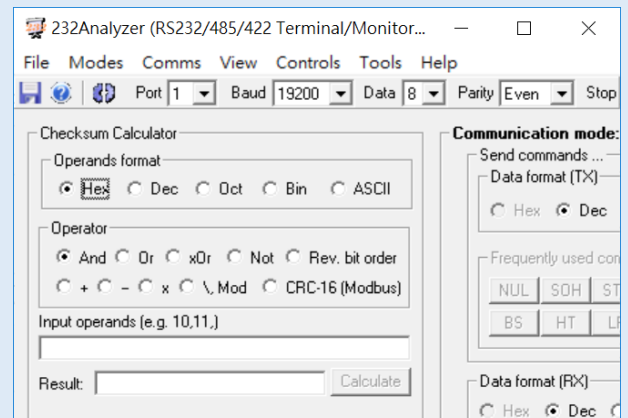 232Analyzer (RS232/485/422 Terminal/Monitor...
File Modes Comms View Controls Tools Help
Port 1 Baud 19200 Data 8 Parity Even Stop
Checksum Calculator
Operands format
Hex Dec Oct Bin ASCII
Operator
And Or xOr Not Rev. bit order
+ - x \, Mod CRC-16 (Modbus)
Input operands (e.g. 10,11,)
Result: Calculate
Communication mode:
Send commands ...
Data format (TX)
Hex Dec
Frequently used con
NUL SOH ST
BS HT LF
Data format (RX)
Hex Dec